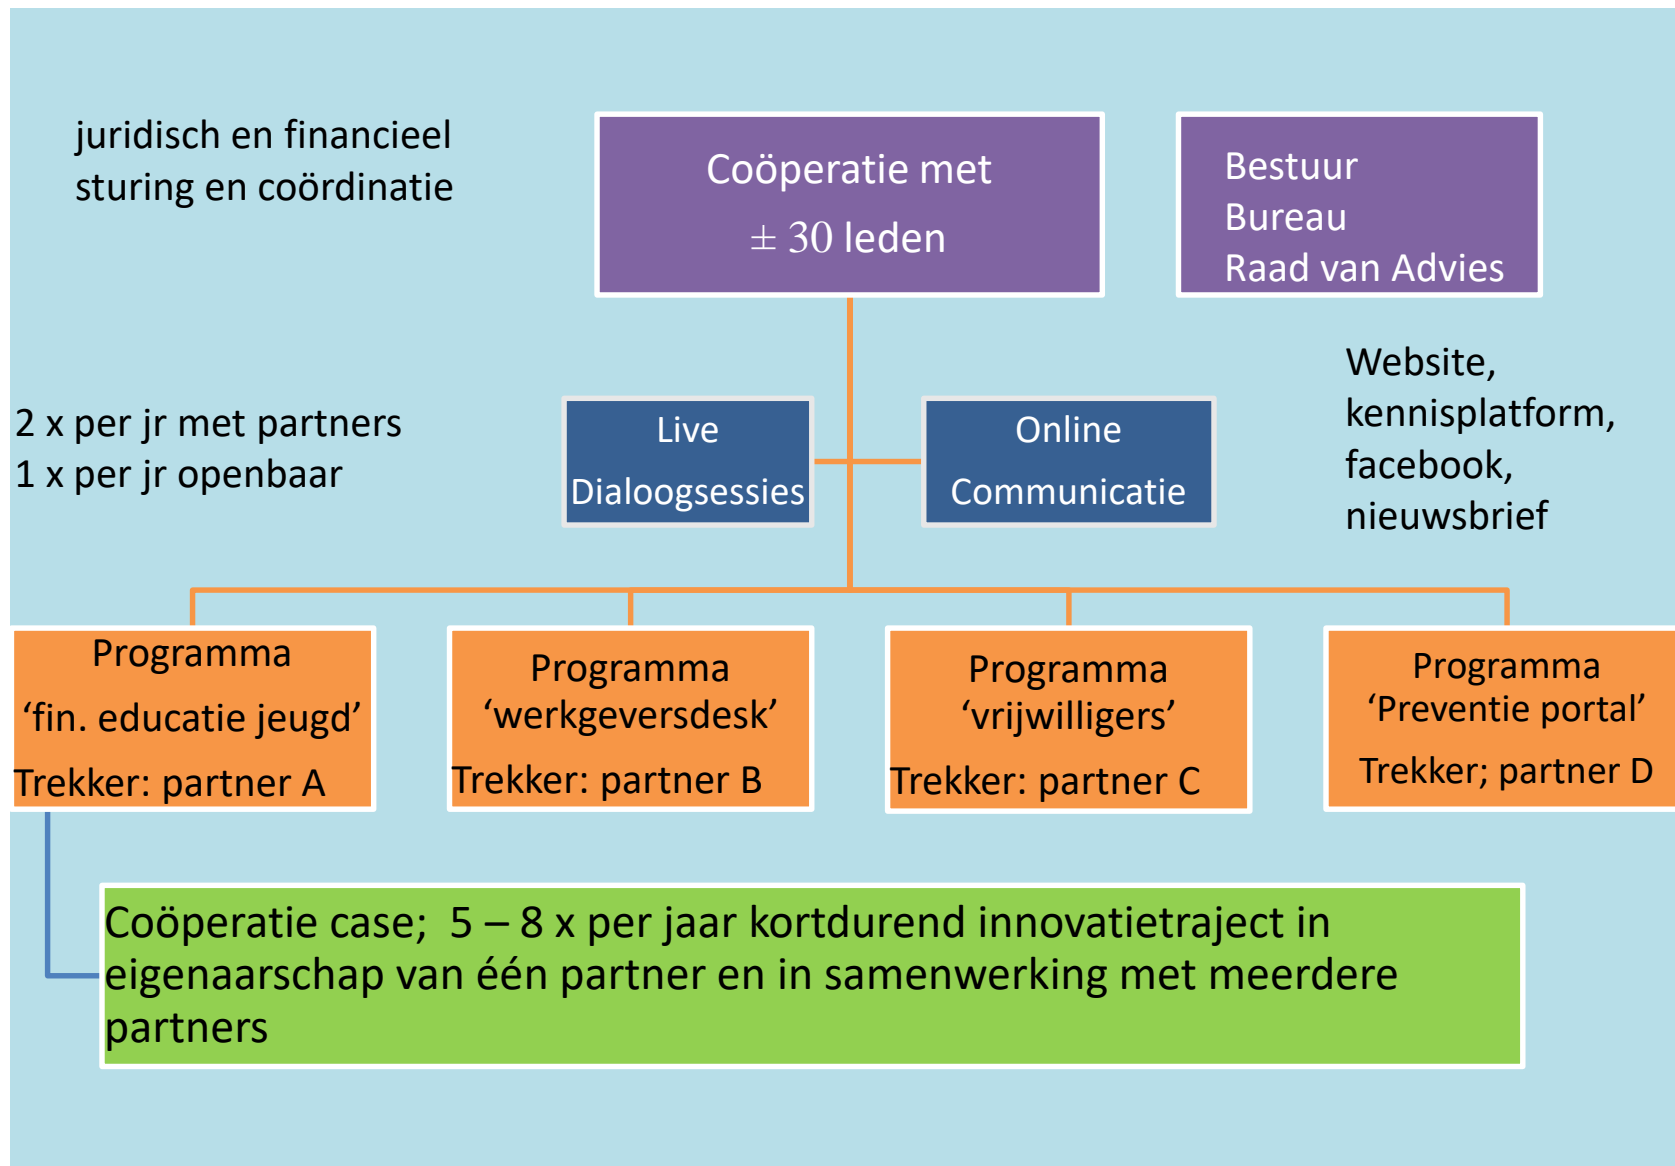 juridisch en financieel
sturing en coördinatie
Coöperatie met
± 30 leden
Bestuur
Bureau
Raad van Advies
2 x per jr met partners
1 x per jr openbaar
Live
Dialoogsessies
Online
Communicatie
Website,
kennisplatform,
facebook,
nieuwsbrief
Programma
‘fin. educatie jeugd’
Trekker: partner A
Programma
‘werkgeversdesk’
Trekker: partner B
Programma
‘vrijwilligers’
Trekker: partner C
Programma
‘Preventie portal’
Trekker; partner D
Coöperatie case;  5 – 8 x per jaar kortdurend innovatietraject in
eigenaarschap van één partner en in samenwerking met meerdere
partners